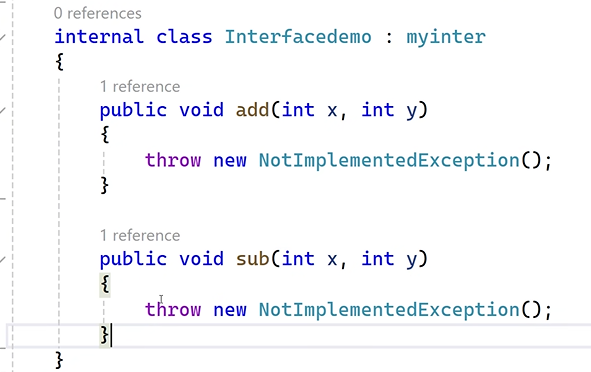 0 references
internal class Interfacedemo : myinter
{
1 reference
public void add(int x, int y)
{
throw new NotImplementedException();
}
1 reference
public void sub(int x, int y)
{
throw new NotImplementedException();
}
}